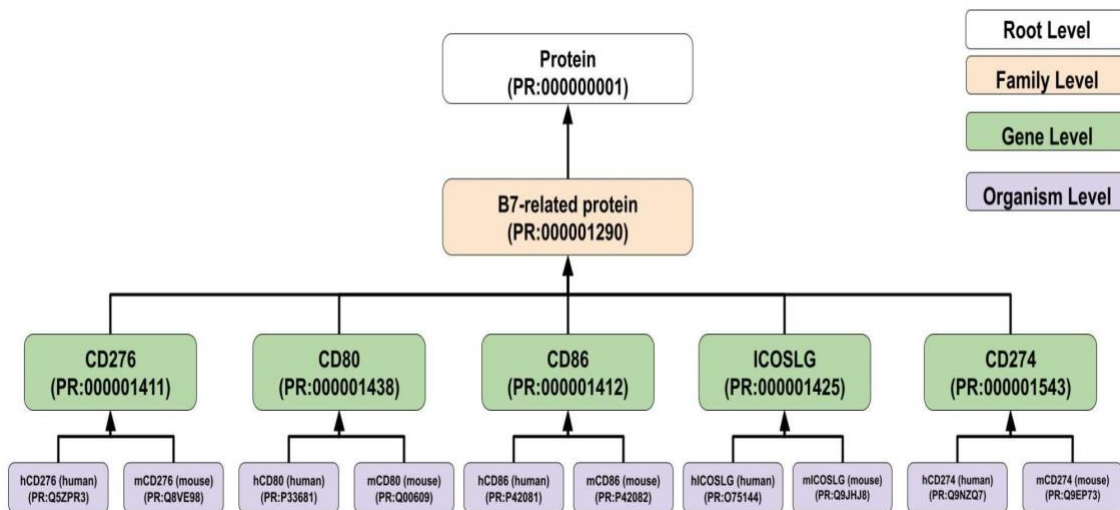 Root Level
Protein
(PR:000000001)
Family Level
Gene Level
B7-related protein
(PR:000001290)
Organism Level
CD276
(PR:000001411)
CD80
(PR:000001438)
CD86
(PR:000001412)
ICOSLG
(PR:000001425)
CD274
(PR:000001543)
hCD276 (human)
(PR:Q5ZPR3)
mCD276 (mouse)
(PR:Q8VE98)
hCD80 (human)
(PR:P33681)
mCD80 (mouse)
(PR:Q00609)
hCD86 (human)
(PR:P42081)
mCD86 (mouse)
(PR:P42082)
hICOSLG (human)
(PR:O75144)
mICOSLG (mouse)
(PR:Q9JHJ8)
hCD274 (human)
(PR:Q9NZQ7)
mCD274 (mouse)
(PR:Q9EP73)